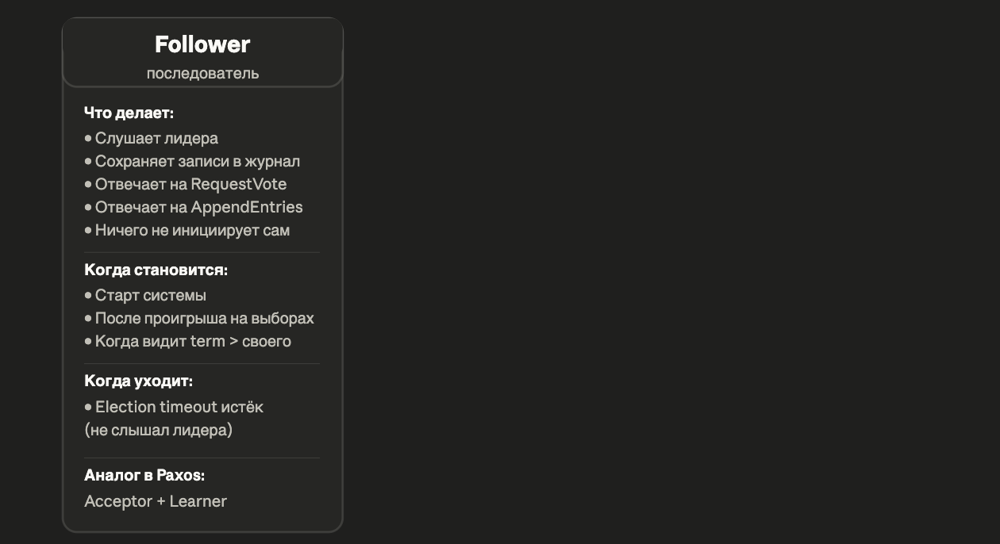 Follower
последователь
Что делает:
• Слушает лидера
• Сохраняет записи в журнал
• Отвечает на RequestVote
• Отвечает на AppendEntries
• Ничего не инициирует сам
Когда становится:
• Старт системы
• После проигрыша на выборах
• Когда видит term > своего
Когда уходит:
• Election timeout истёк
(не слышал лидера)
Аналог в Paxos:
Acceptor + Learner